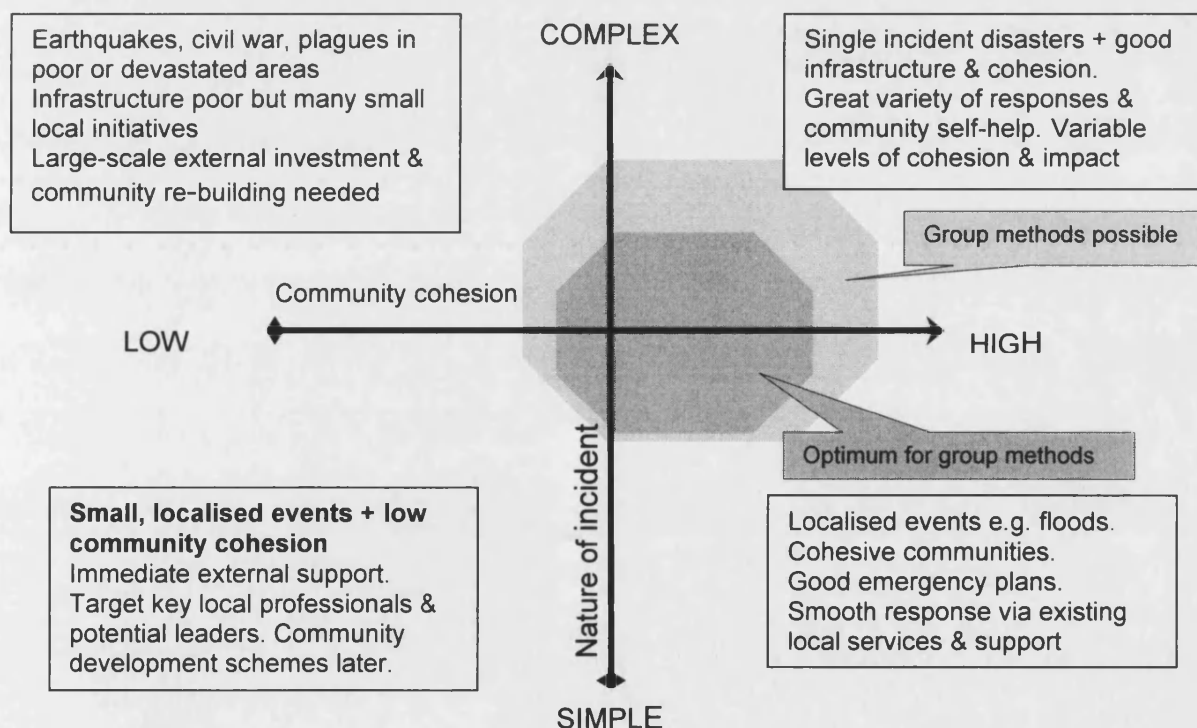 Earthquakes, civil war, plagues in
poor or devastated areas
Infrastructure poor but many small
local initiatives
Large-scale external investment &
community re-building needed
COMPLEX
Single incident disasters + good
infrastructure & cohesion.
Great variety of responses &
community self-help. Variable
levels of cohesion & impact
Group methods possible
Community cohesion
LOW
HIGH
Optimum for group methods
Nature of incident
Small, localised events + low
community cohesion
Immediate external support.
Target key local professionals &
potential leaders. Community
development schemes later.
Localised events e.g. floods.
Cohesive communities.
Good emergency plans.
Smooth response via existing
local services & support
SIMPLE